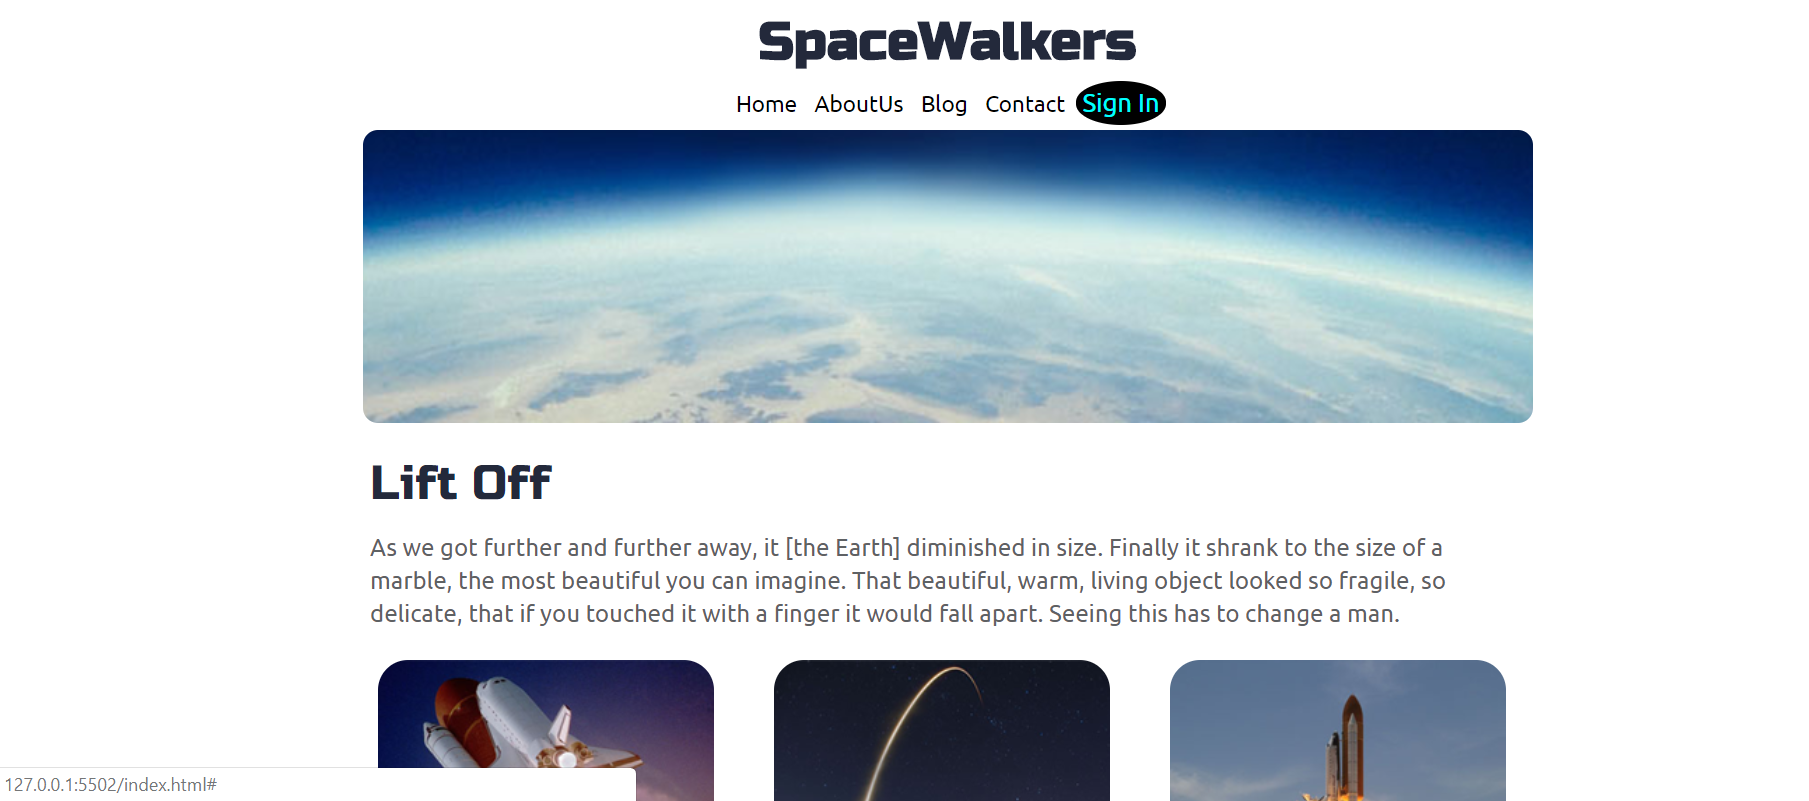 SpaceWalkers
Home AboutUs Blog Contact Sign In
Lift Off
As we got further and further away, it [the Earth] diminished in size. Finally it shrank to the size of a
marble, the most beautiful you can imagine. That beautiful, warm, living object looked so fragile, so
delicate, that if you touched it with a finger it would fall apart. Seeing this has to change a man.
127.0.0.1:5502/index.html#